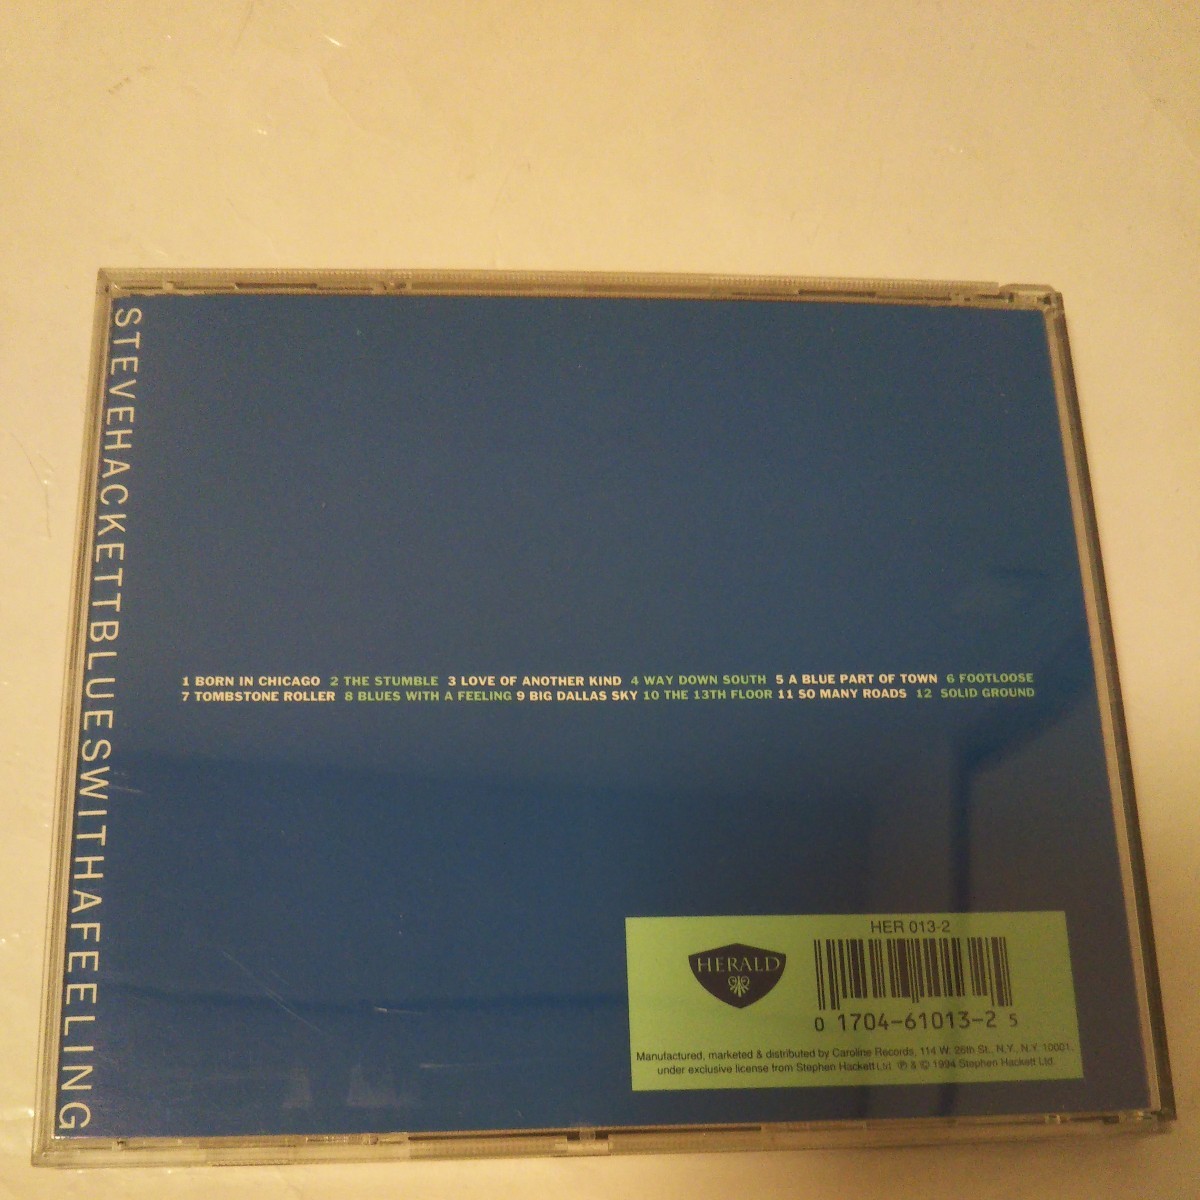 STEVEHACKETTBLUESWITHAFEELING
1 BORN IN CHICAGO 2 THE STUMBLE 3 LOVE OF ANOTHER KIND 4 WAY DOWN SOUTH 5 A BLUE PART OF TOWN 6 FOOTLOOSE
7 TOMBSTONE ROLLER 8 BLUES WITH A FEELING 9 BIG DALLAS SKY 10 THE 13TH FLOOR 11 SO MANY ROADS 12 SOLID GROUND
HER 013-2
HERALD
0 1704-61013-2 5
Manufactured, marketed & distributed by Caroline Records, 114 W. 26th St., N.Y., N.Y. 10001.
under exclusive license from Stephen Hackett Ltd. ℗ & © 1994 Stephen Hackett Ltd.